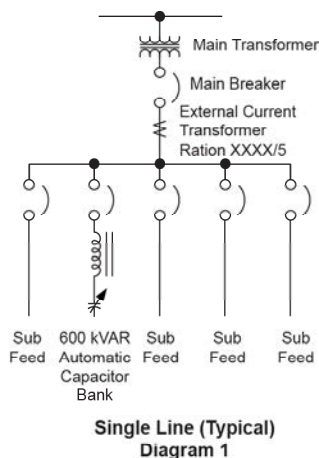 Main Transformer
Main Breaker
External Current
Transformer
Ration XXXX/5
Sub
Feed
600 kVAR
Automatic
Capacitor
Bank
Sub
Feed
Sub
Feed
Sub
Feed
Single Line (Typical)
Diagram 1